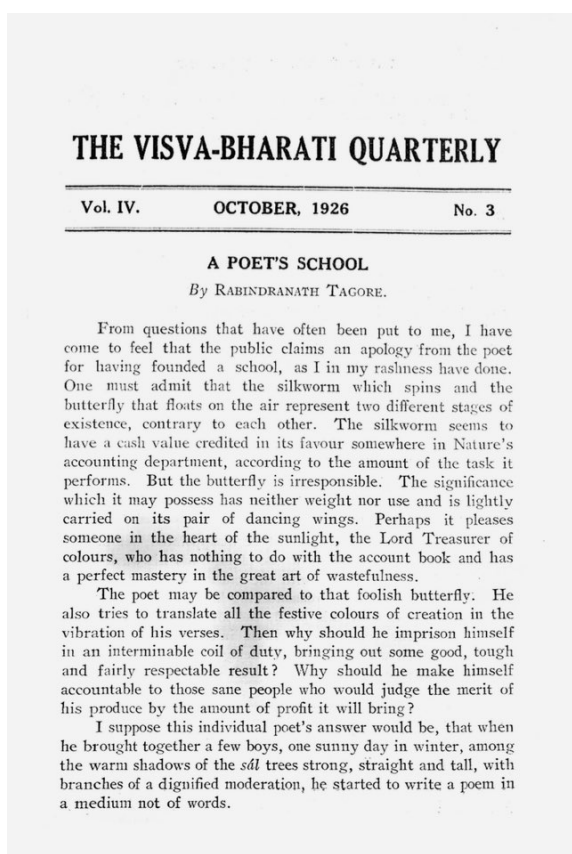 THE VISVA-BHARATI QUARTERLY
Vol. IV. OCTOBER, 1926 No. 3
A POET'S SCHOOL
By RABINDRANATH TAGORE.
From questions that have often been put to me, I have
come to feel that the public claims an apology from the poet
for having founded a school, as I in my rashness have done.
One must admit that the silkworm which spins and the
butterfly that floats on the air represent two different stages of
existence, contrary to each other. The silkworm seems to
have a cash value credited in its favour somewhere in Nature's
accounting department, according to the amount of the task it
performs. But the butterfly is irresponsible. The significance
which it may possess has neither weight nor use and is lightly
carried on its pair of dancing wings. Perhaps it pleases
someone in the heart of the sunlight, the Lord Treasurer of
colours, who has nothing to do with the account book and has
a perfect mastery in the great art of wastefulness.
The poet may be compared to that foolish butterfly. He
also tries to translate all the festive colours of creation in the
vibration of his verses. Then why should he imprison himself
in an interminable coil of duty, bringing out some good, tough
and fairly respectable result? Why should he make himself
accountable to those sane people who would judge the merit of
his produce by the amount of profit it will bring?
I suppose this individual poet's answer would be, that when
he brought together a few boys, one sunny day in winter, among
the warm shadows of the sâl trees strong, straight and tall, with
branches of a dignified moderation, he started to write a poem in
a medium not of words.